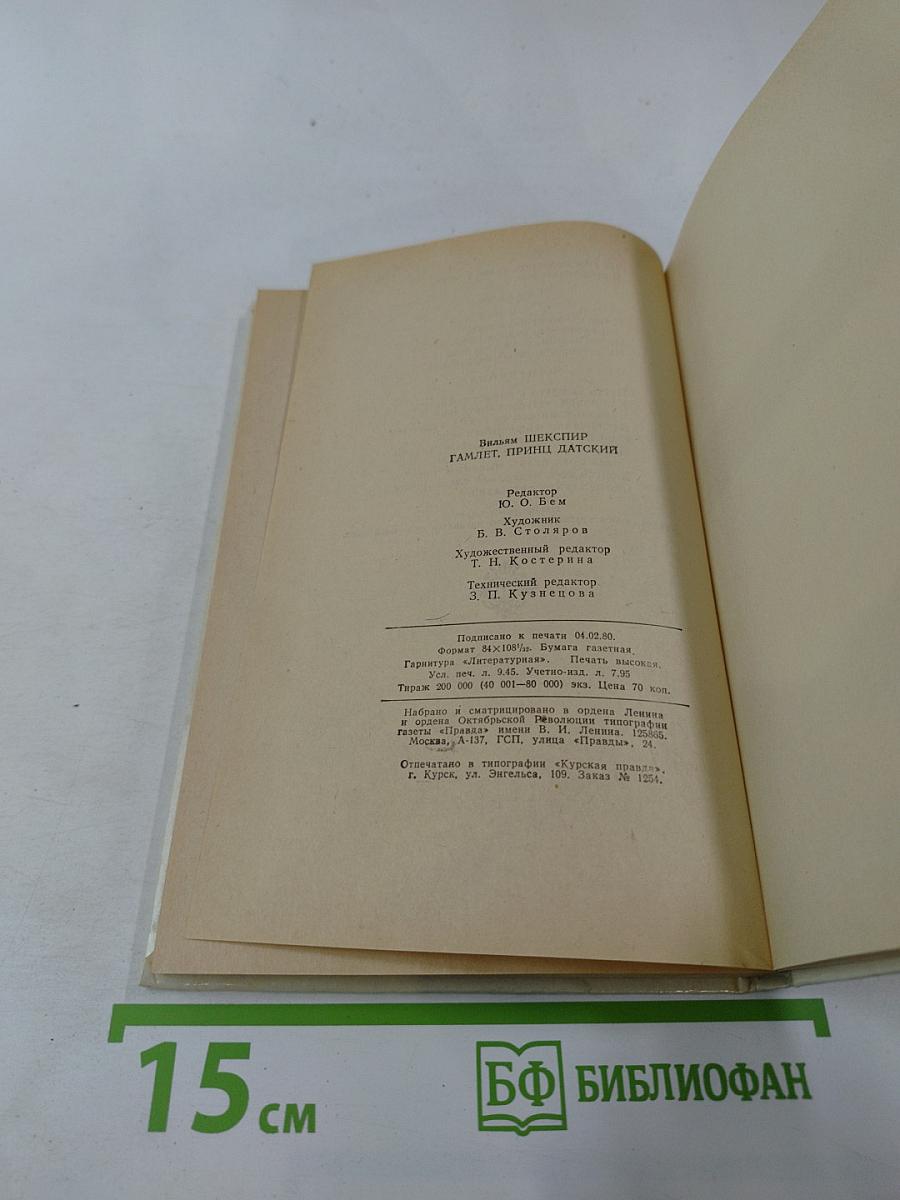 Вильям ШЕКСПИР
ГАМЛЕТ, ПРИНЦ ДАТСКИЙ
Редактор
Ю. О. Бем
Художник
Б. В. Столяров
Художественный редактор
Т. Н. Костерина
Технический редактор
З. П. Кузнецова
Подписано к печати 04.02.80.
Формат 84×108¹/₃₂. Бумага газетная.
Гарнитура «Литературная». Печать высокая.
Усл. печ. л. 9.45. Учетно-изд. л. 7.95
Тираж 200 000 (40 001—80 000) экз. Цена 70 коп.
Набрано и сматрицировано в ордена Ленина
и ордена Октябрьской Революции типографии
газеты «Правда» имени В. И. Ленина. 125865.
Москва, А-137, ГСП, улица «Правды», 24.
Отпечатано в типографии «Курская правда»,
г. Курск, ул. Энгельса, 109. Заказ № 1254.
15 см
БФ БИБЛИОФАН